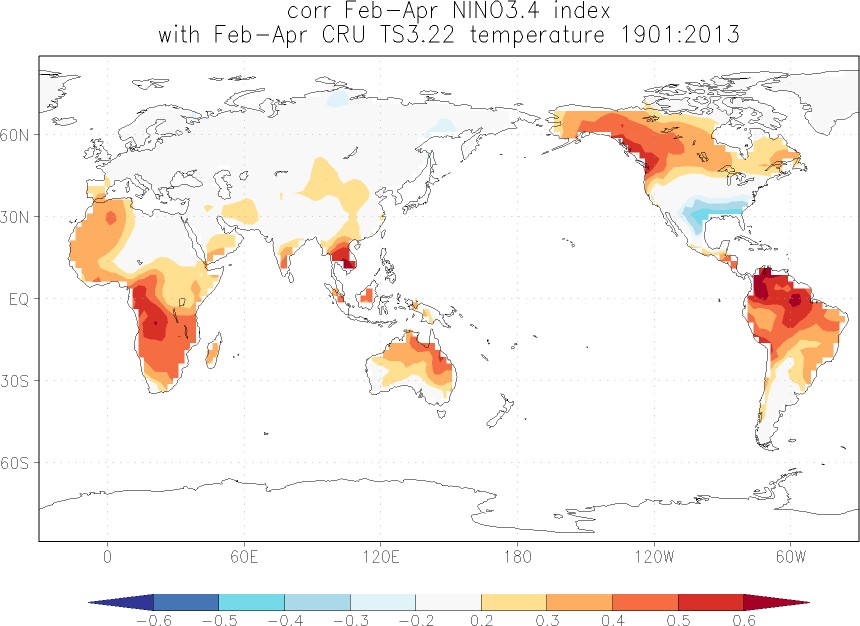 corr Feb-Apr NINO3.4 index
with Feb-Apr CRU TS3.22 temperature 1901:2013
60N
30N
EQ
30S
60S
0 60E 120E 180 120W 60W
-0.6 -0.5 -0.4 -0.3 -0.2 0.2 0.3 0.4 0.5 0.6